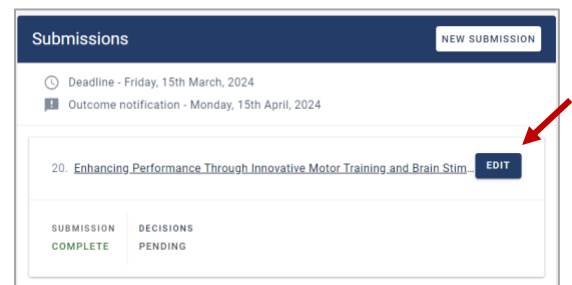 Submissions
NEW SUBMISSION
Deadline - Friday, 15th March, 2024
Outcome notification - Monday, 15th April, 2024
20. Enhancing Performance Through Innovative Motor Training and Brain Stim...
EDIT
SUBMISSION DECISIONS
COMPLETE PENDING